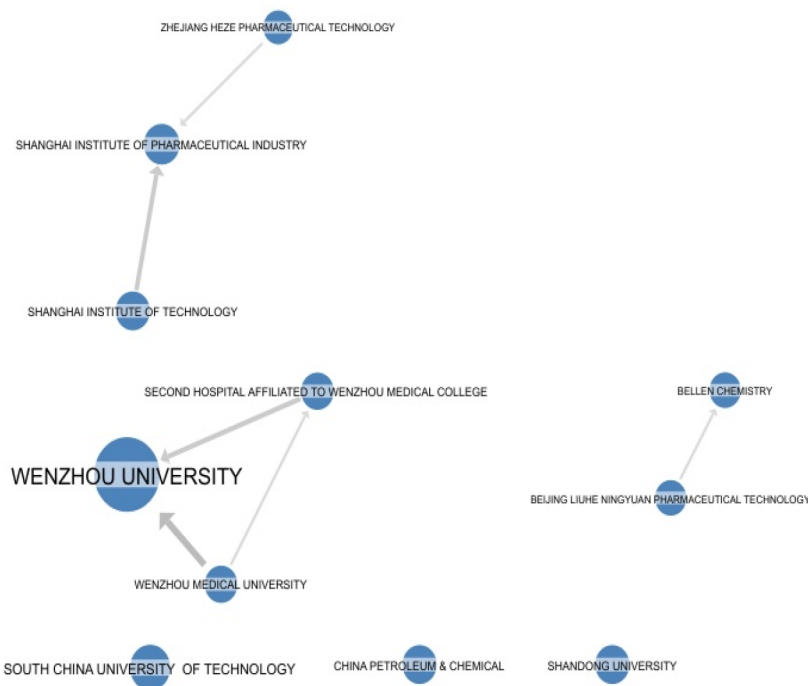 ZHEJIANG HEZE PHARMACEUTICAL TECHNOLOGY
SHANGHAI INSTITUTE OF PHARMACEUTICAL INDUSTRY
SHANGHAI INSTITUTE OF TECHNOLOGY
SECOND HOSPITAL AFFILIATED TO WENZHOU MEDICAL COLLEGE
BELLEN CHEMISTRY
WENZHOU UNIVERSITY
BEIJING LIUHE NINGYUAN PHARMACEUTICAL TECHNOLOGY
WENZHOU MEDICAL UNIVERSITY
SOUTH CHINA UNIVERSITY OF TECHNOLOGY
CHINA PETROLEUM & CHEMICAL
SHANDONG UNIVERSITY